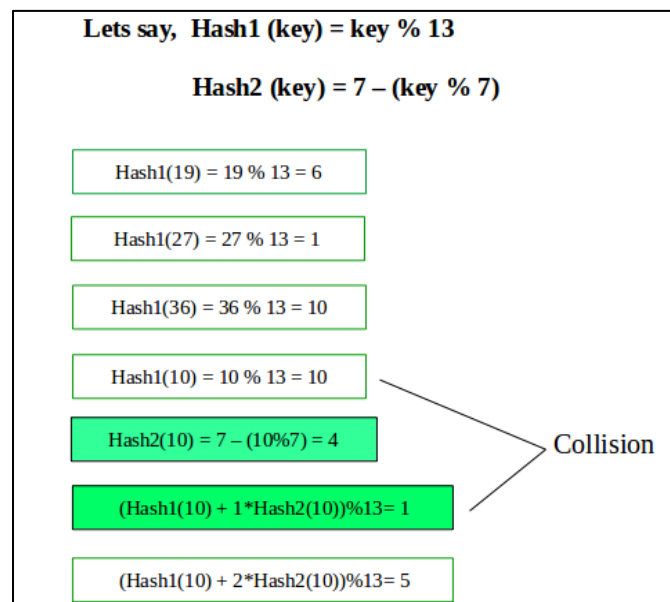 Lets say, Hash1 (key) = key % 13
Hash2 (key) = 7 – (key % 7)
Hash1(19) = 19 % 13 = 6
Hash1(27) = 27 % 13 = 1
Hash1(36) = 36 % 13 = 10
Hash1(10) = 10 % 13 = 10
Hash2(10) = 7 – (10%7) = 4
Collision
(Hash1(10) + 1*Hash2(10))%13= 1
(Hash1(10) + 2*Hash2(10))%13= 5